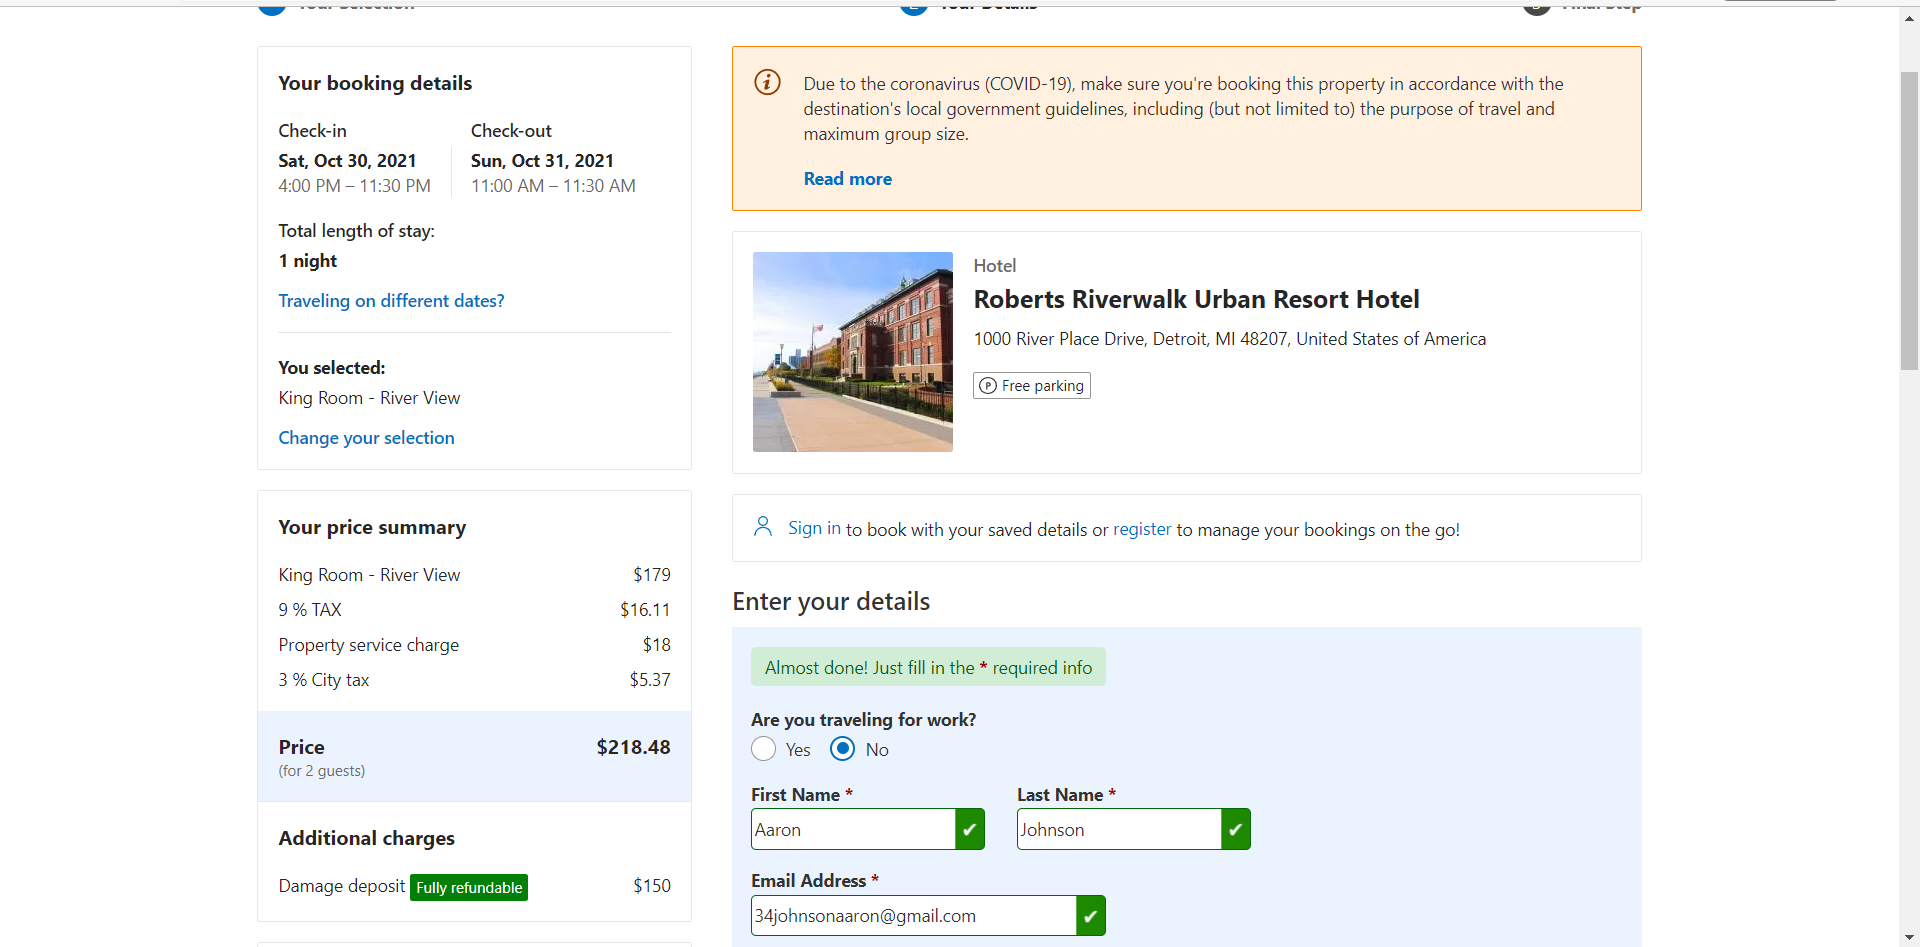 Your Selection
2 Your Details
3 Final Step
Your booking details
Check-in
Sat, Oct 30, 2021
4:00 PM – 11:30 PM
Check-out
Sun, Oct 31, 2021
11:00 AM – 11:30 AM
Total length of stay:
1 night
Traveling on different dates?
You selected:
King Room - River View
Change your selection
Your price summary
King Room - River View $179
9 % TAX $16.11
Property service charge $18
3 % City tax $5.37
Price $218.48
(for 2 guests)
Additional charges
Damage deposit Fully refundable $150
Due to the coronavirus (COVID-19), make sure you're booking this property in accordance with the
destination's local government guidelines, including (but not limited to) the purpose of travel and
maximum group size.
Read more
Hotel
Roberts Riverwalk Urban Resort Hotel
1000 River Place Drive, Detroit, MI 48207, United States of America
P Free parking
Sign in to book with your saved details or register to manage your bookings on the go!
Enter your details
Almost done! Just fill in the * required info
Are you traveling for work?
Yes No
First Name * Last Name *
Aaron Johnson
Email Address *
34johnsonaaron@gmail.com